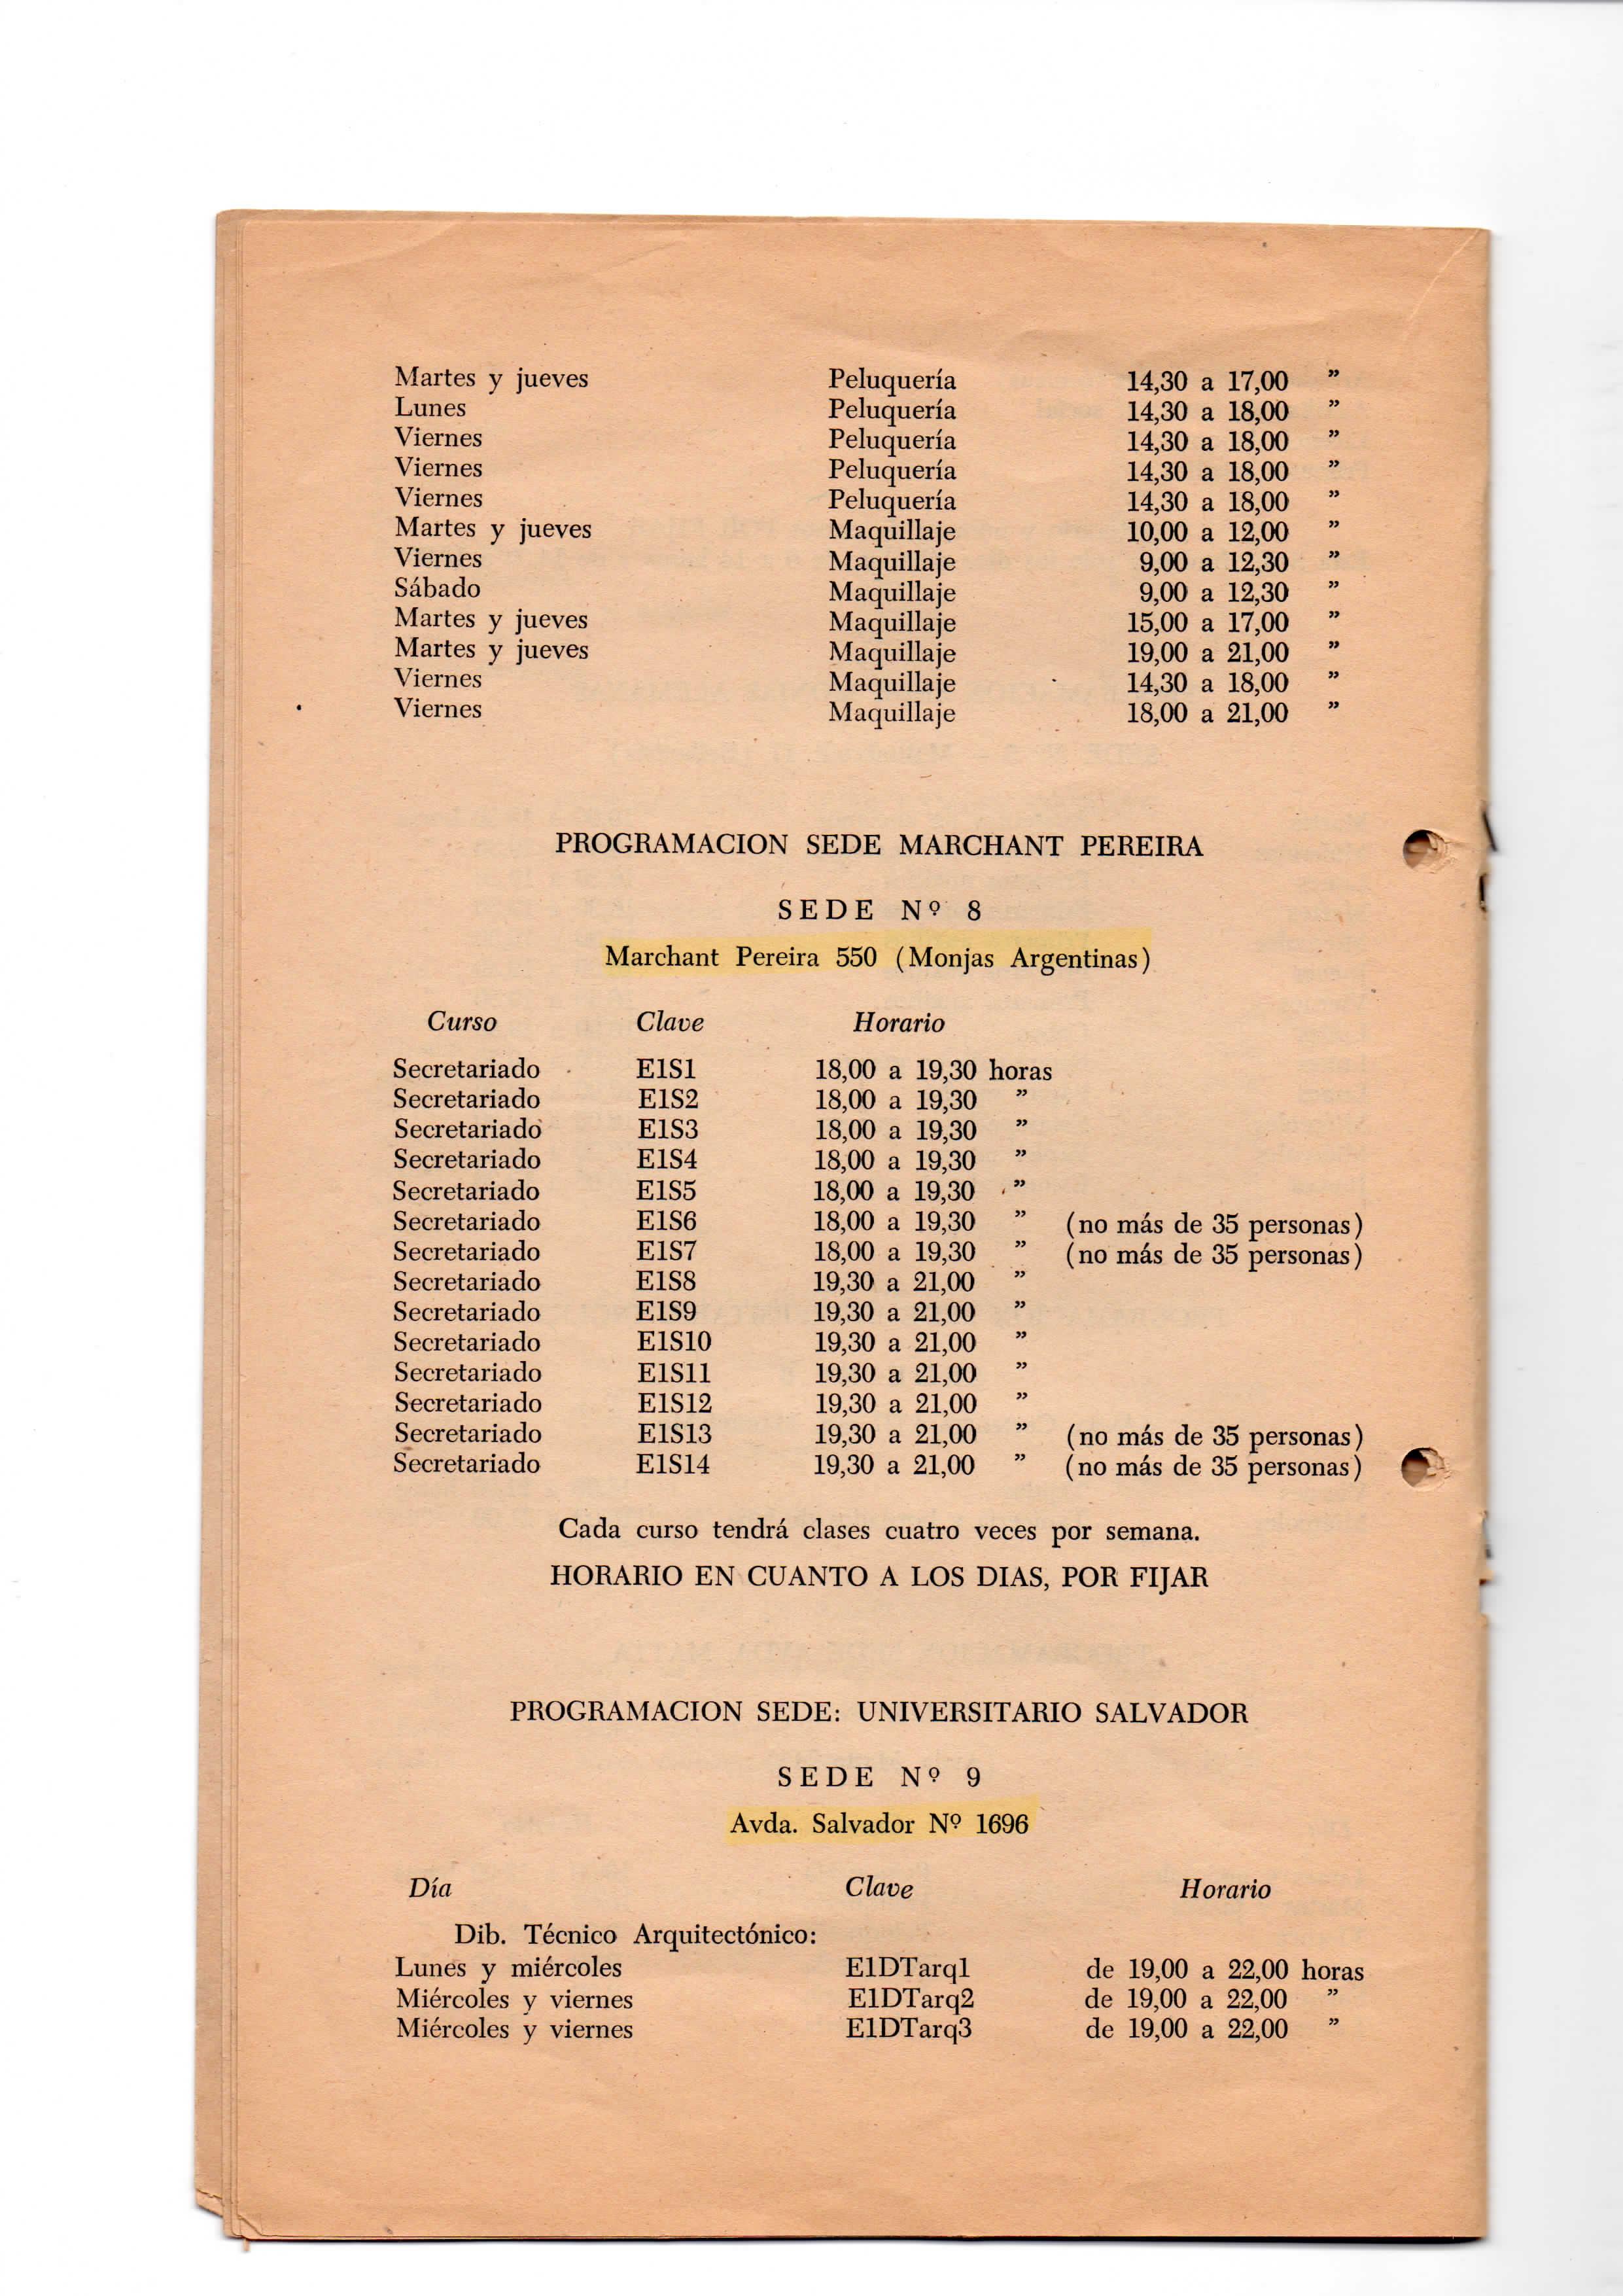 Martes y jueves Peluquería 14,30 a 17,00 ”
Lunes Peluquería 14,30 a 18,00 ”
Viernes Peluquería 14,30 a 18,00 ”
Viernes Peluquería 14,30 a 18,00 ”
Viernes Peluquería 14,30 a 18,00 ”
Martes y jueves Maquillaje 10,00 a 12,00 ”
Viernes Maquillaje 9,00 a 12,30 ”
Sábado Maquillaje 9,00 a 12,30 ”
Martes y jueves Maquillaje 15,00 a 17,00 ”
Martes y jueves Maquillaje 19,00 a 21,00 ”
Viernes Maquillaje 14,30 a 18,00 ”
Viernes Maquillaje 18,00 a 21,00 ”
PROGRAMACION SEDE MARCHANT PEREIRA
SEDE Nº 8
Marchant Pereira 550 (Monjas Argentinas)
Curso Clave Horario
Secretariado E1S1 18,00 a 19,30 horas
Secretariado E1S2 18,00 a 19,30 ”
Secretariado E1S3 18,00 a 19,30 ”
Secretariado E1S4 18,00 a 19,30 ”
Secretariado E1S5 18,00 a 19,30 ”
Secretariado E1S6 18,00 a 19,30 ” (no más de 35 personas)
Secretariado E1S7 18,00 a 19,30 ” (no más de 35 personas)
Secretariado E1S8 19,30 a 21,00 ”
Secretariado E1S9 19,30 a 21,00 ”
Secretariado E1S10 19,30 a 21,00 ”
Secretariado E1S11 19,30 a 21,00 ”
Secretariado E1S12 19,30 a 21,00 ”
Secretariado E1S13 19,30 a 21,00 ” (no más de 35 personas)
Secretariado E1S14 19,30 a 21,00 ” (no más de 35 personas)
Cada curso tendrá clases cuatro veces por semana.
HORARIO EN CUANTO A LOS DIAS, POR FIJAR
PROGRAMACION SEDE: UNIVERSITARIO SALVADOR
SEDE Nº 9
Avda. Salvador Nº 1696
Día Clave Horario
Dib. Técnico Arquitectónico:
Lunes y miércoles E1DTarq1 de 19,00 a 22,00 horas
Miércoles y viernes E1DTarq2 de 19,00 a 22,00 ”
Miércoles y viernes E1DTarq3 de 19,00 a 22,00 ”